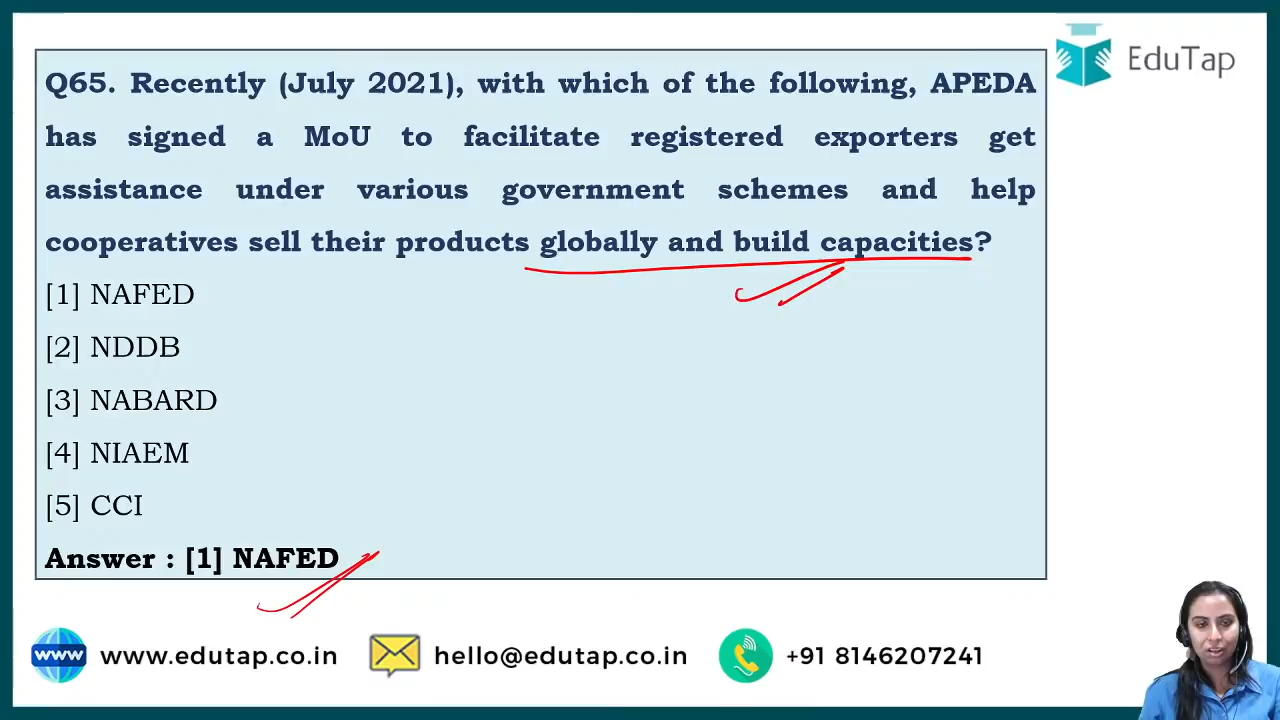 EduTap
Q65. Recently (July 2021), with which of the following, APEDA
has signed a MoU to facilitate registered exporters get
assistance under various government schemes and help
cooperatives sell their products globally and build capacities?
[1] NAFED
[2] NDDB
[3] NABARD
[4] NIAEM
[5] CCI
Answer : [1] NAFED
www www.edutap.co.in hello@edutap.co.in +91 8146207241